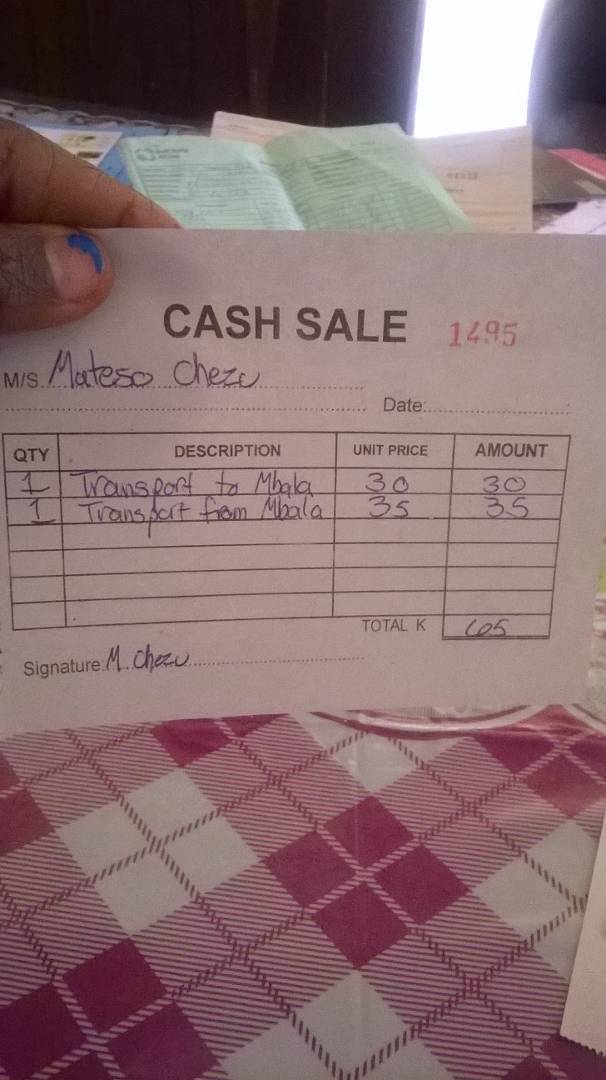 CASH SALE 1495
M/S. Mateso Chezu
Date:
QTY DESCRIPTION UNIT PRICE AMOUNT
1 Transport to Mbala 30 30
1 Transport from Mbala 35 35
TOTAL K 65
Signature: M. Chezu